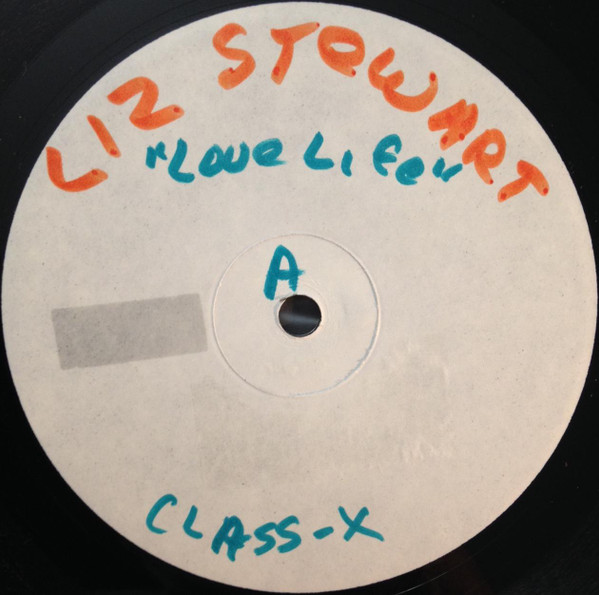 LIZ STEWART
"Love Life"
A
CLASS-X